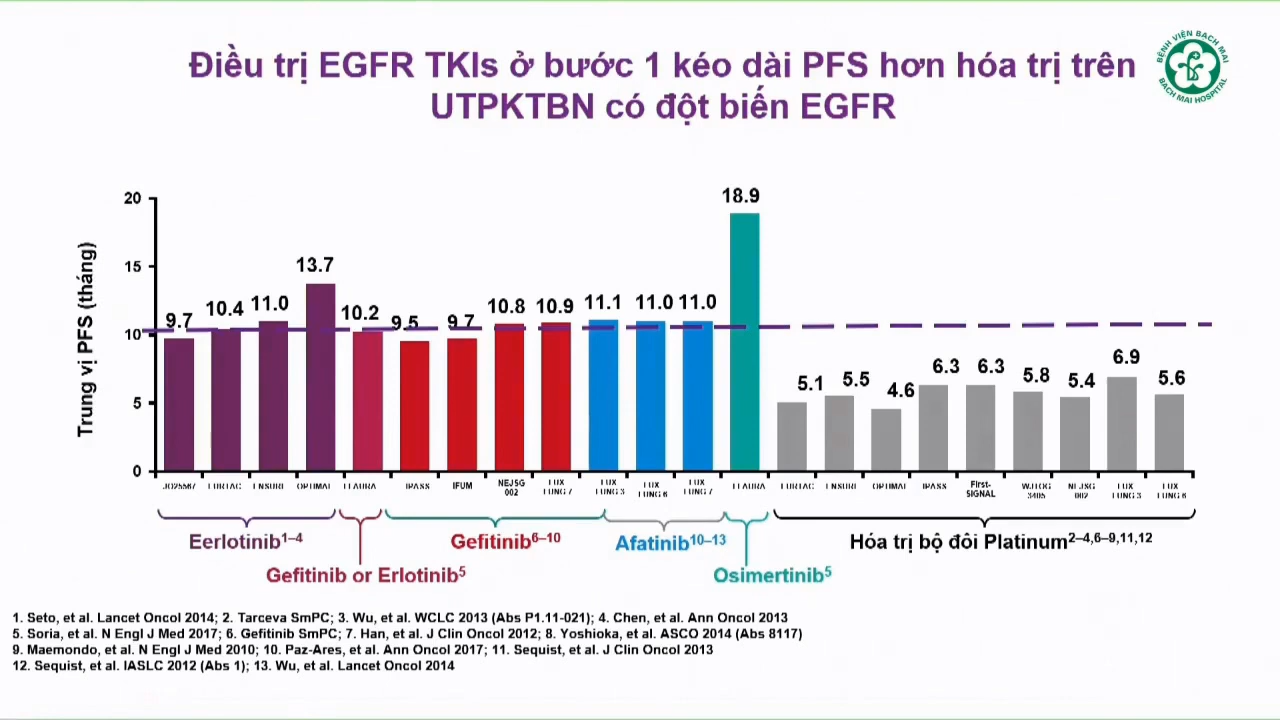 Điều trị EGFR TKIs ở bước 1 kéo dài PFS hơn hóa trị trên
UTPKTBN có đột biến EGFR
BỆNH VIỆN BẠCH MAI
BACH MAI HOSPITAL
Trung vị PFS (tháng)
20
15
10
5
0
9.7
10.4
11.0
13.7
10.2
9.5
9.7
10.8
10.9
11.1
11.0
11.0
18.9
5.1
5.5
4.6
6.3
6.3
5.8
5.4
6.9
5.6
EURTAC
ENSURE
OPTIMAL
FLAURA
IPASS
IFUM
NEJSG
002
LUX
LUNG 7
LUX
LUNG 3
LUX
LUNG 6
LUX
LUNG 7
FLAURA
EURTAC
ENSURE
OPTIMAL
IPASS
First-
SIGNAL
WJTOG
3405
NEJSG
002
LUX
LUNG 3
LUX
LUNG 6
Eerlotinib1–4
Gefitinib or Erlotinib5
Gefitinib6–10
Afatinib10–13
Osimertinib5
Hóa trị bộ đôi Platinum2–4,6–9,11,12
1. Seto, et al. Lancet Oncol 2014; 2. Tarceva SmPC; 3. Wu, et al. WCLC 2013 (Abs P1.11-021); 4. Chen, et al. Ann Oncol 2013
5. Soria, et al. N Engl J Med 2017; 6. Gefitinib SmPC; 7. Han, et al. J Clin Oncol 2012; 8. Yoshioka, et al. ASCO 2014 (Abs 8117)
9. Maemondo, et al. N Engl J Med 2010; 10. Paz-Ares, et al. Ann Oncol 2017; 11. Sequist, et al. J Clin Oncol 2013
12. Sequist, et al. IASLC 2012 (Abs 1); 13. Wu, et al. Lancet Oncol 2014